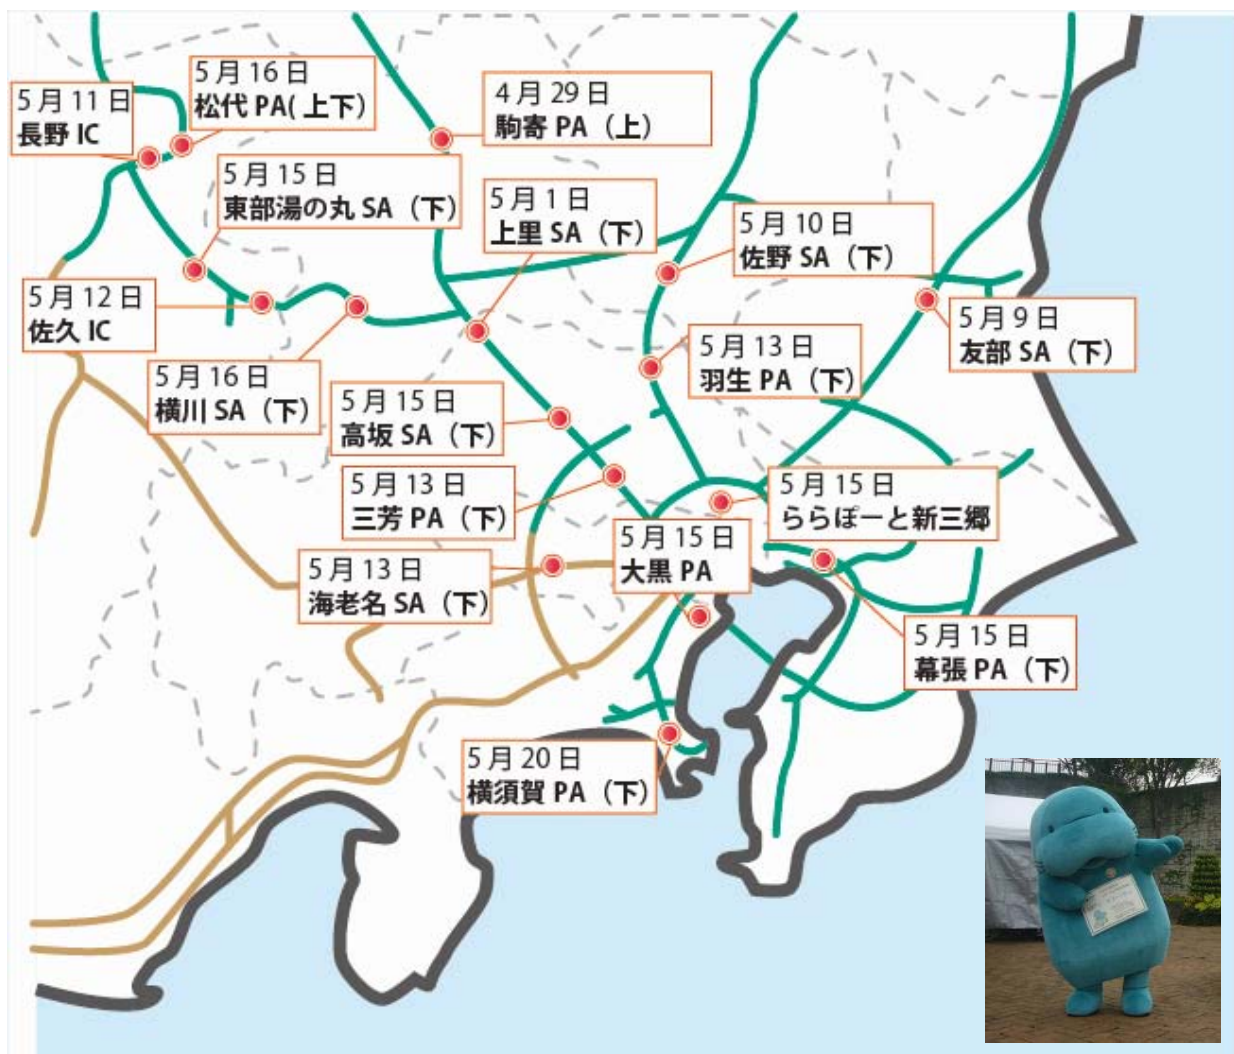 5月16日
松代 PA( 上下）
5月11日
長野 IC
4月29日
駒寄 PA（上）
5月15日
東部湯の丸 SA（下）
5月1日
上里 SA（下）
5月10日
佐野 SA（下）
5月12日
佐久 IC
5月9日
友部 SA（下）
5月13日
羽生 PA（下）
5月16日
横川 SA（下）
5月15日
高坂 SA（下）
5月13日
三芳 PA（下）
5月15日
ららぽーと新三郷
5月15日
大黒 PA
5月13日
海老名 SA（下）
5月15日
幕張 PA（下）
5月20日
横須賀 PA（下）